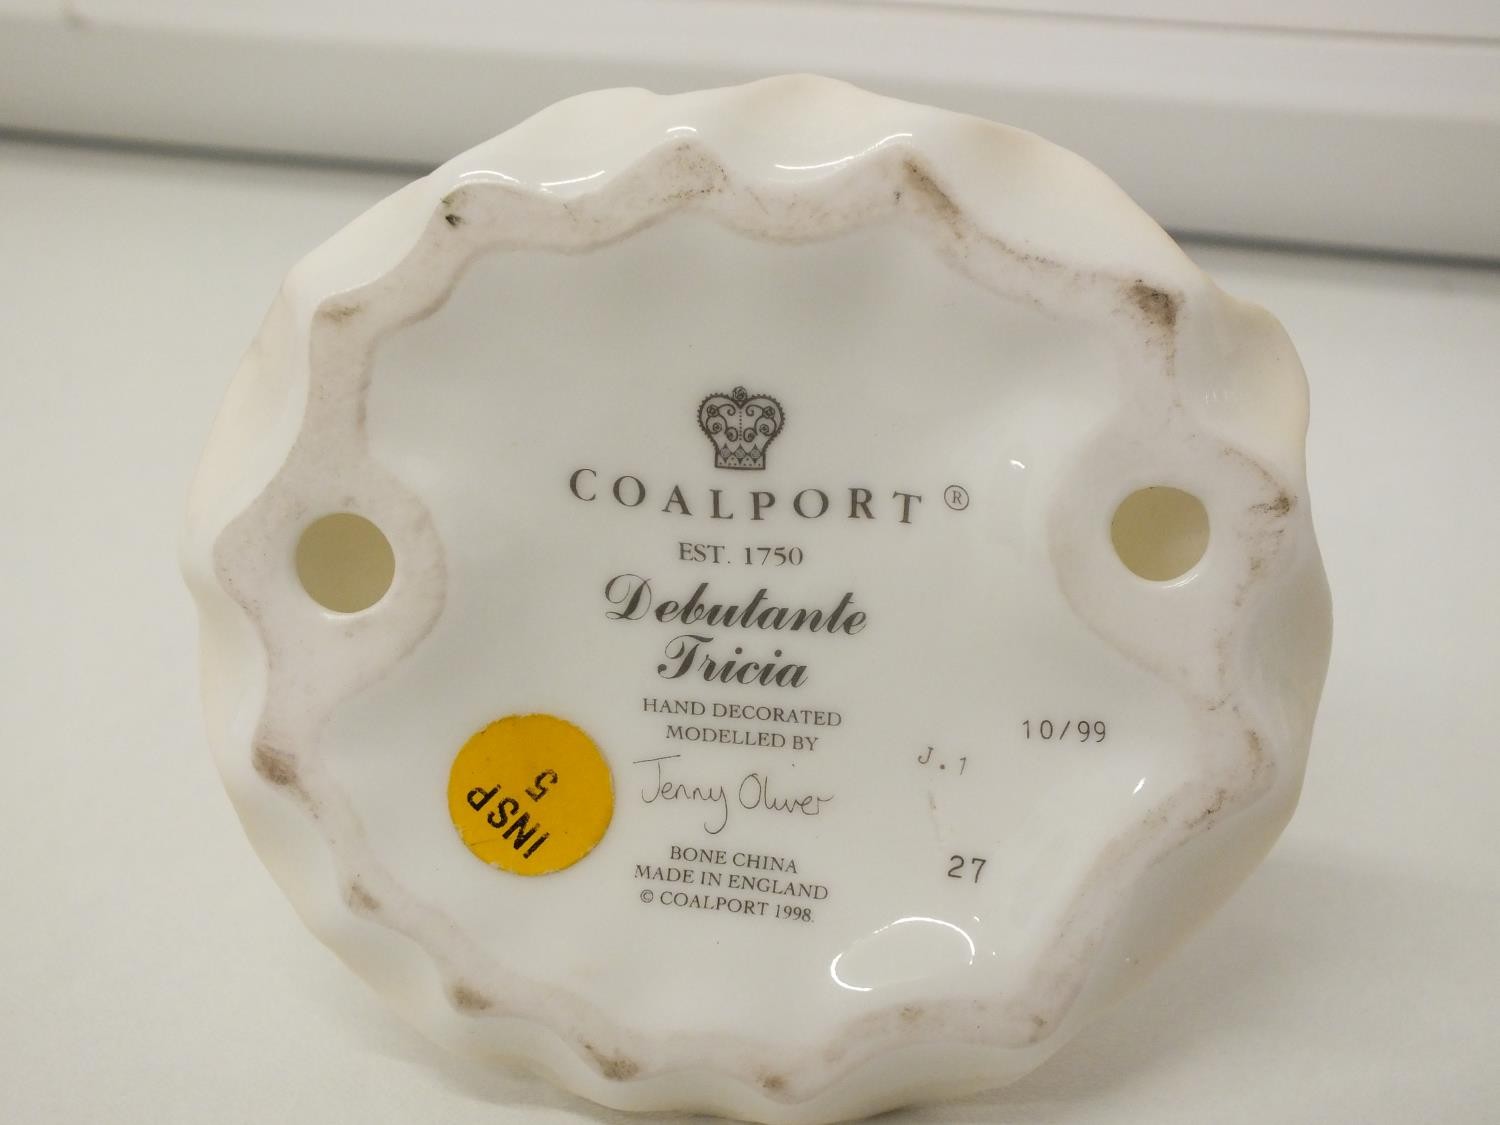 COALPORT®
EST. 1750
Debutante
Tricia
HAND DECORATED
MODELLED BY
Jenny Oliver
BONE CHINA
MADE IN ENGLAND
© COALPORT 1998.
INSP
5
J.1
10/99
27